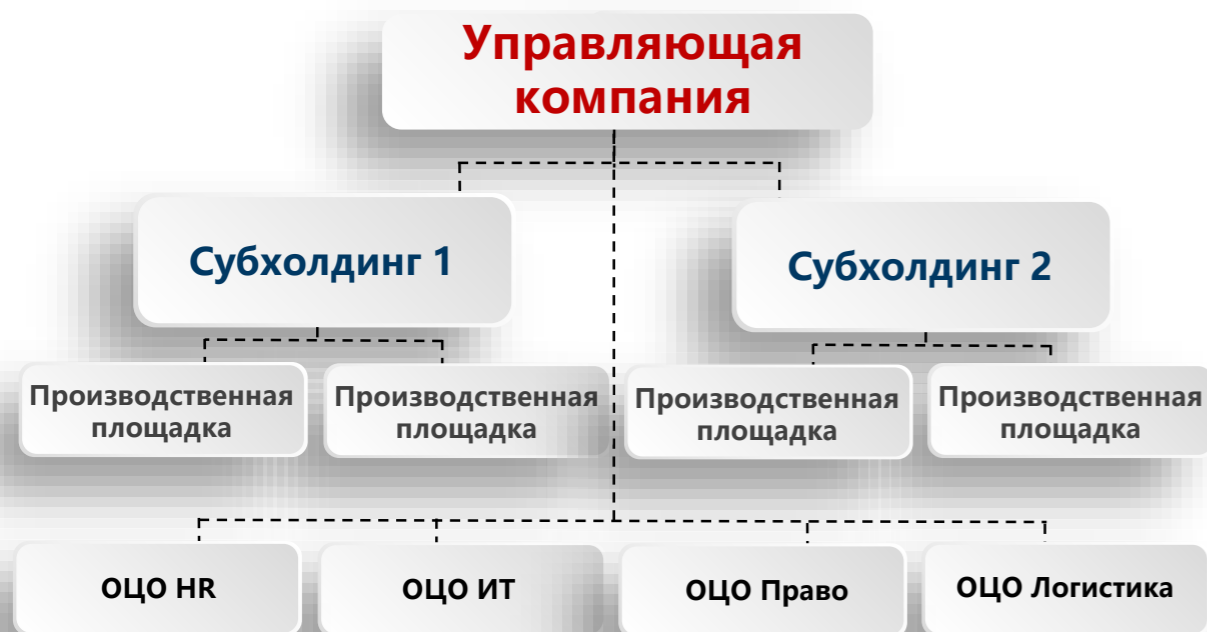 Управляющая
компания
Субхолдинг 1
Субхолдинг 2
Производственная
площадка
Производственная
площадка
Производственная
площадка
Производственная
площадка
ОЦО HR
ОЦО ИТ
ОЦО Право
ОЦО Логистика